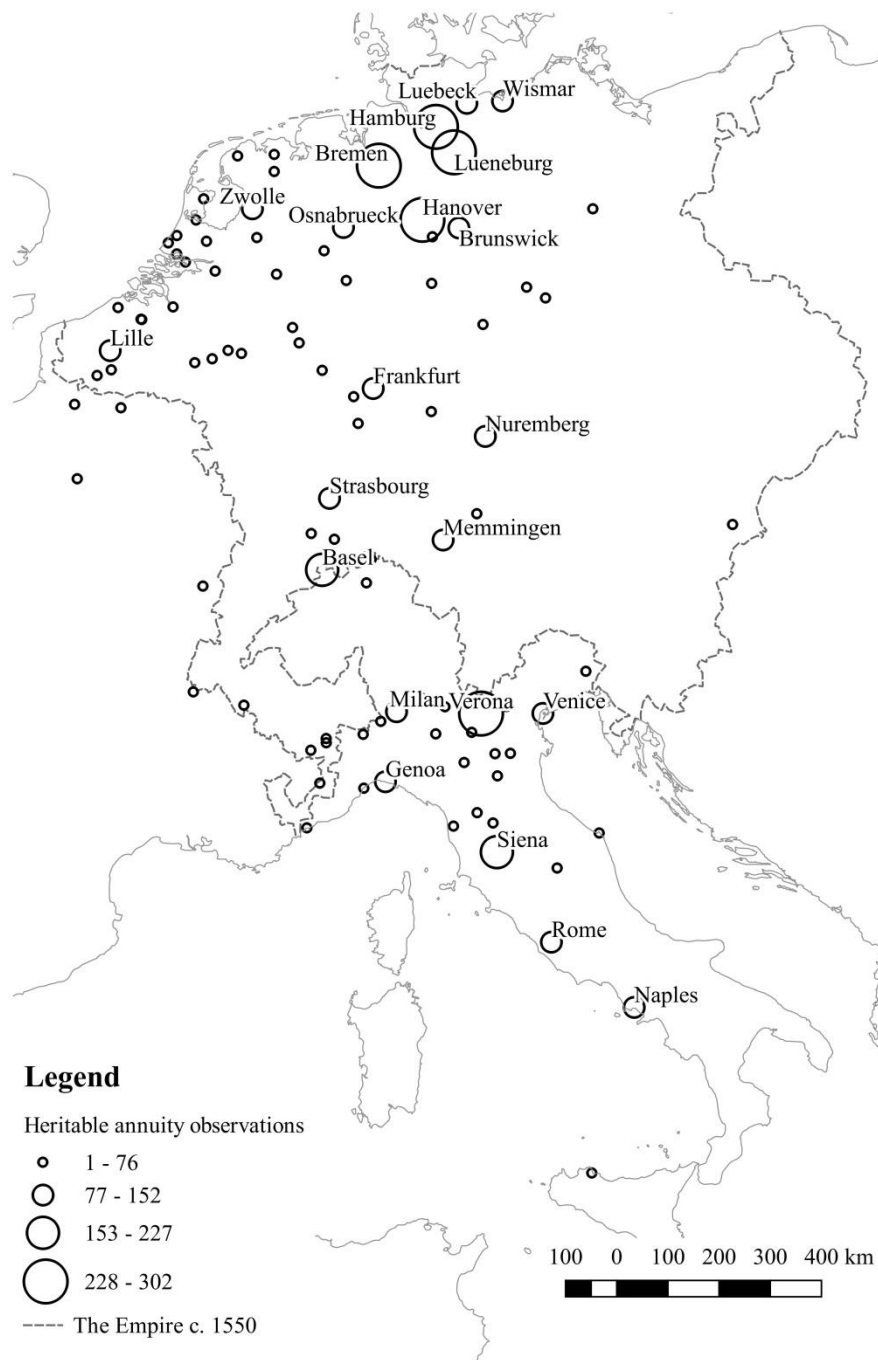 Luebeck
Wismar
Hamburg
Bremen
Lueneburg
Zwolle
Osnabrueck
Hanover
Brunswick
Lille
Frankfurt
Nuremberg
Strasbourg
Memmingen
Basel
Milan
Verona
Venice
Genoa
Siena
Rome
Naples
Legend
Heritable annuity observations
1 - 76
77 - 152
153 - 227
228 - 302
The Empire c. 1550
100 0 100 200 300 400 km